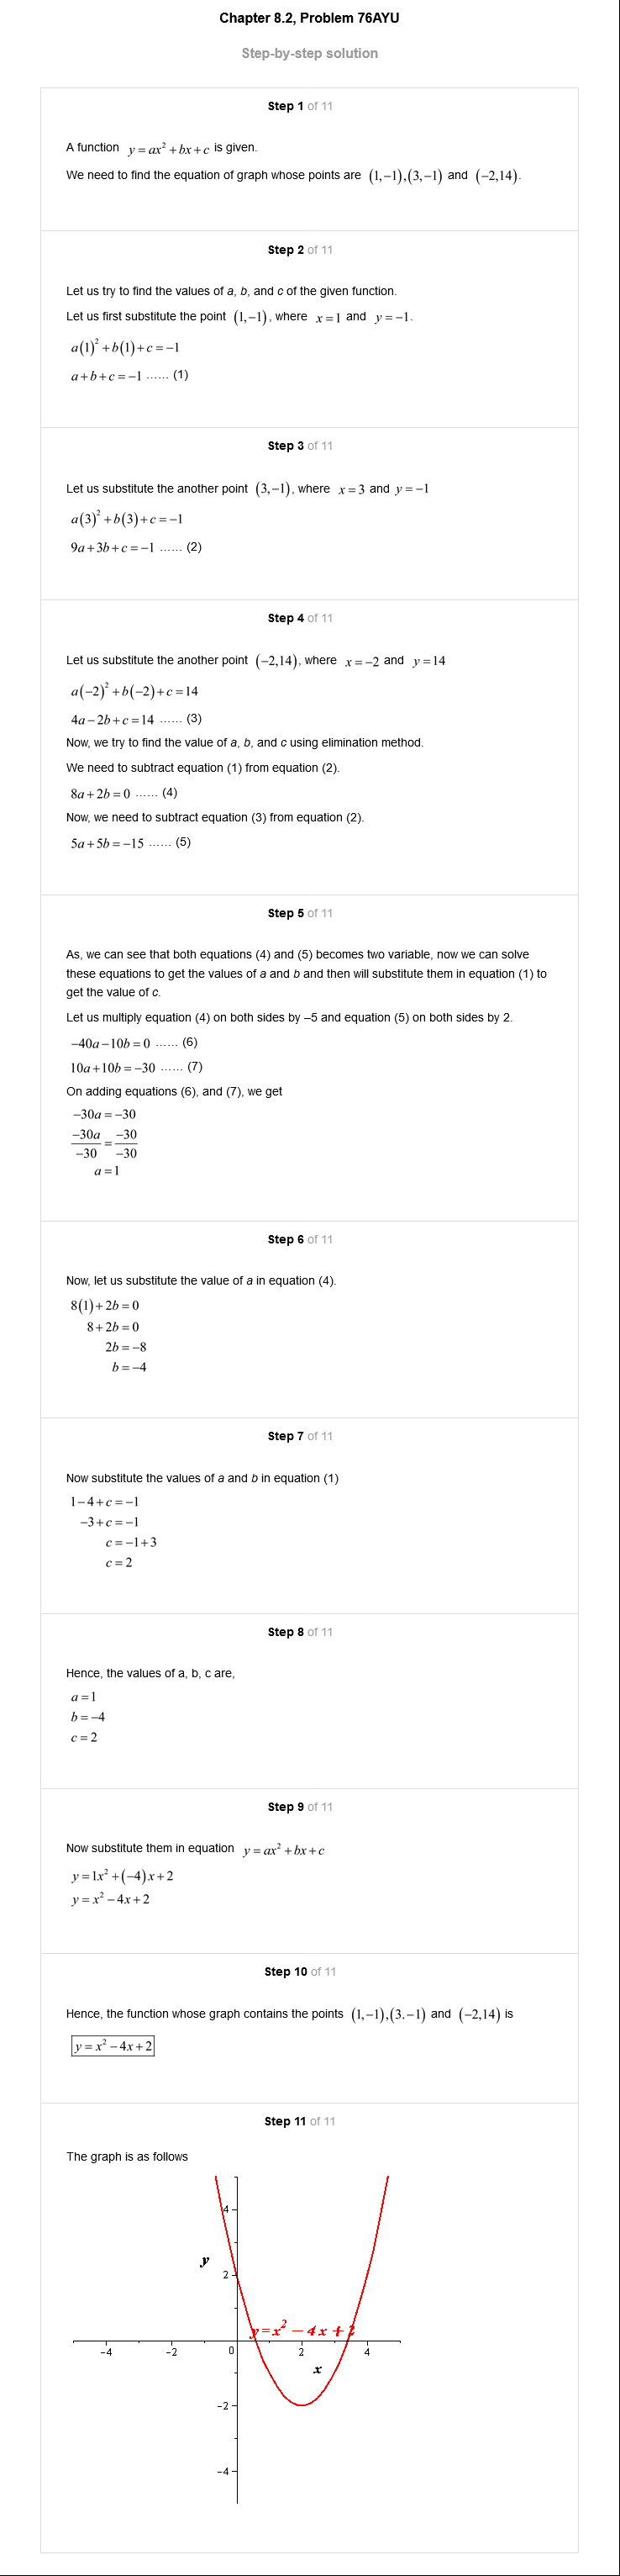 Chapter 8.2, Problem 76AYU
Step-by-step solution
Step 1 of 11
A function y = ax² + bx + c is given.
We need to find the equation of graph whose points are (1,−1),(3,−1) and (−2,14).
Step 2 of 11
Let us try to find the values of a, b, and c of the given function.
Let us first substitute the point (1,−1), where x = 1 and y = −1.
a(1)² + b(1) + c = −1
a + b + c = −1 …… (1)
Step 3 of 11
Let us substitute the another point (3,−1), where x = 3 and y = −1
a(3)² + b(3) + c = −1
9a + 3b + c = −1 …… (2)
Step 4 of 11
Let us substitute the another point (−2,14), where x = −2 and y = 14
a(−2)² + b(−2) + c = 14
4a − 2b + c = 14 …… (3)
Now, we try to find the value of a, b, and c using elimination method.
We need to subtract equation (1) from equation (2).
8a + 2b = 0 …… (4)
Now, we need to subtract equation (3) from equation (2).
5a + 5b = −15 …… (5)
Step 5 of 11
As, we can see that both equations (4) and (5) becomes two variable, now we can solve
these equations to get the values of a and b and then will substitute them in equation (1) to
get the value of c.
Let us multiply equation (4) on both sides by –5 and equation (5) on both sides by 2.
−40a − 10b = 0 …… (6)
10a + 10b = −30 …… (7)
On adding equations (6), and (7), we get
−30a = −30
−30a/−30 = −30/−30
a = 1
Step 6 of 11
Now, let us substitute the value of a in equation (4).
8(1) + 2b = 0
8 + 2b = 0
2b = −8
b = −4
Step 7 of 11
Now substitute the values of a and b in equation (1)
1 − 4 + c = −1
−3 + c = −1
c = −1 + 3
c = 2
Step 8 of 11
Hence, the values of a, b, c are,
a = 1
b = −4
c = 2
Step 9 of 11
Now substitute them in equation y = ax² + bx + c
y = 1x² + (−4)x + 2
y = x² − 4x + 2
Step 10 of 11
Hence, the function whose graph contains the points (1,−1),(3.−1) and (−2,14) is
y = x² − 4x + 2
Step 11 of 11
The graph is as follows
4
y
2
y = x² − 4x + 2
−4 −2 0 2 4
x
−2
−4